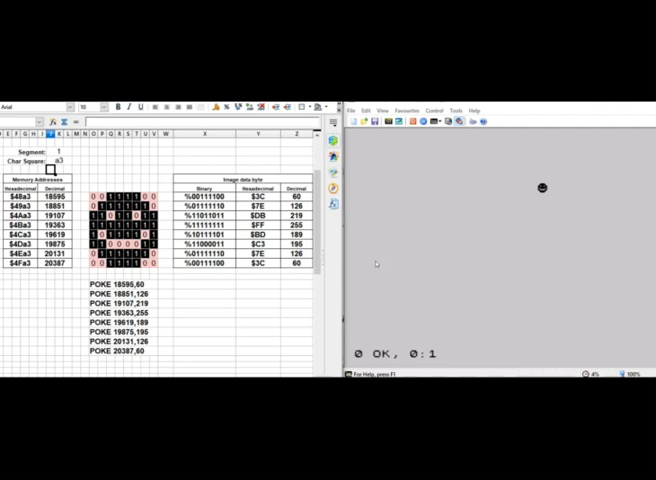 Arial 10 B I U
File Edit View Favourites Control Tools Help
E F G H I J K L M N O P Q R S T U V W X Y Z
Segment: 1
Char Square: a3
Memory Addresses
Image data byte
Hexadecimal Decimal
Binary Hexadecimal Decimal
$48a3 18595 0 0 1 1 1 1 0 0 %00111100 $3C 60
$49a3 18851 0 1 1 1 1 1 1 0 %01111110 $7E 126
$4Aa3 19107 1 1 0 1 1 0 1 1 %11011011 $DB 219
$4Ba3 19363 1 1 1 1 1 1 1 1 %11111111 $FF 255
$4Ca3 19619 1 0 1 1 1 1 0 1 %10111101 $BD 189
$4Da3 19875 1 1 0 0 0 0 1 1 %11000011 $C3 195
$4Ea3 20131 0 1 1 1 1 1 1 0 %01111110 $7E 126
$4Fa3 20387 0 0 1 1 1 1 0 0 %00111100 $3C 60
POKE 18595,60
POKE 18851,126
POKE 19107,219
POKE 19363,255
POKE 19619,189
POKE 19875,195
POKE 20131,126
POKE 20387,60
0 OK, 0:1
For Help, press F1
4% 100%